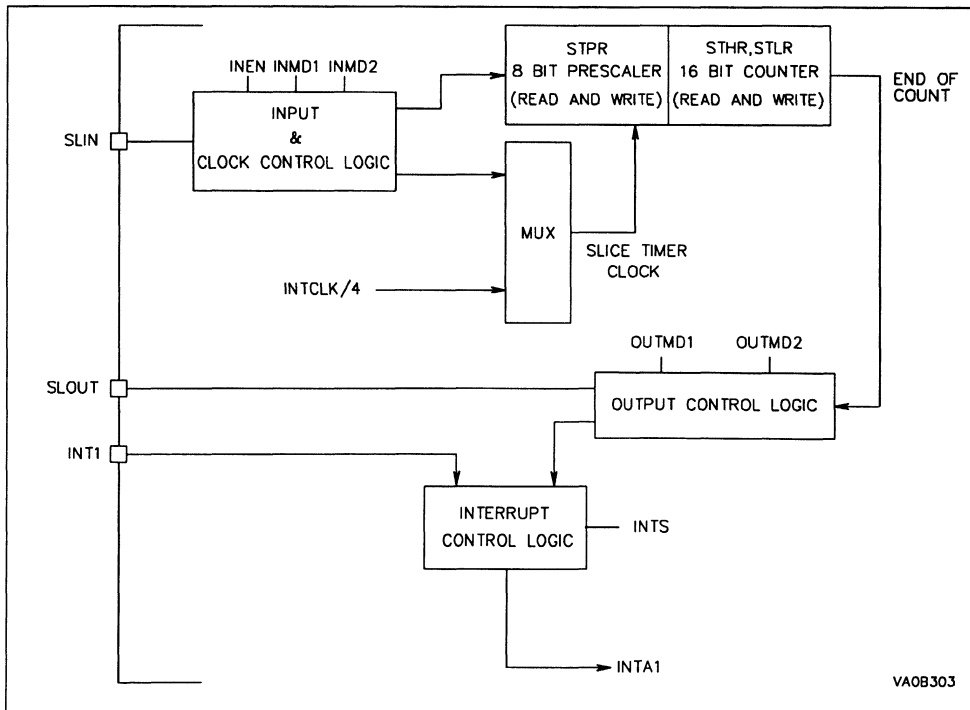 INEN INMD1 INMD2
STPR
8 BIT PRESCALER
(READ AND WRITE)
STHR,STLR
16 BIT COUNTER
(READ AND WRITE)
END OF
COUNT
SLIN
INPUT
&
CLOCK CONTROL LOGIC
MUX
SLICE TIMER
CLOCK
INTCLK/4
OUTMD1
OUTMD2
SLOUT
OUTPUT CONTROL LOGIC
INT1
INTERRUPT
CONTROL LOGIC
INTS
INTA1
VA0B303